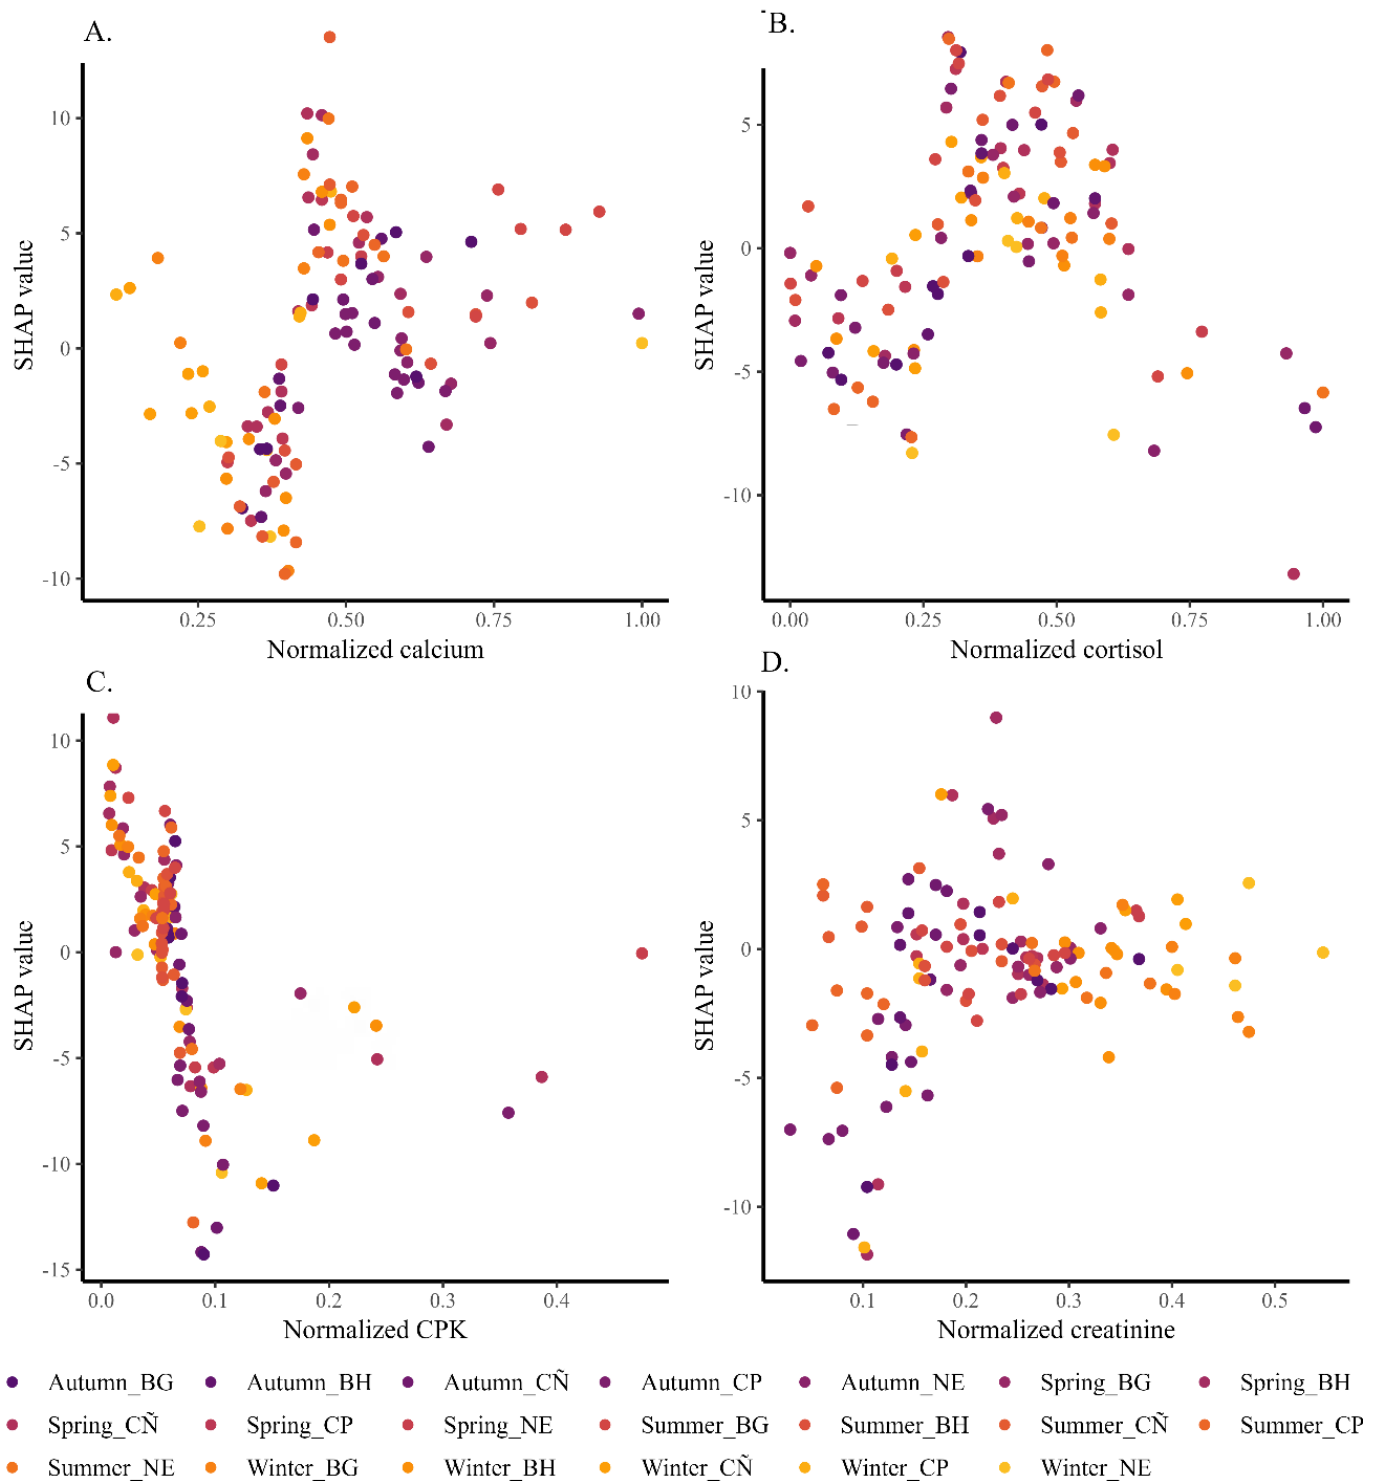 A.
B.
10
5
0
-5
-10
SHAP value
0.25 0.50 0.75 1.00
Normalized calcium
5
0
-5
-10
SHAP value
0.00 0.25 0.50 0.75 1.00
Normalized cortisol
C.
D.
10
5
0
-5
-10
-15
SHAP value
0.0 0.1 0.2 0.3 0.4
Normalized CPK
10
5
0
-5
-10
SHAP value
0.1 0.2 0.3 0.4 0.5
Normalized creatinine
Autumn_BG Autumn_BH Autumn_CÑ Autumn_CP Autumn_NE Spring_BG Spring_BH
Spring_CÑ Spring_CP Spring_NE Summer_BG Summer_BH Summer_CÑ Summer_CP
Summer_NE Winter_BG Winter_BH Winter_CÑ Winter_CP Winter_NE